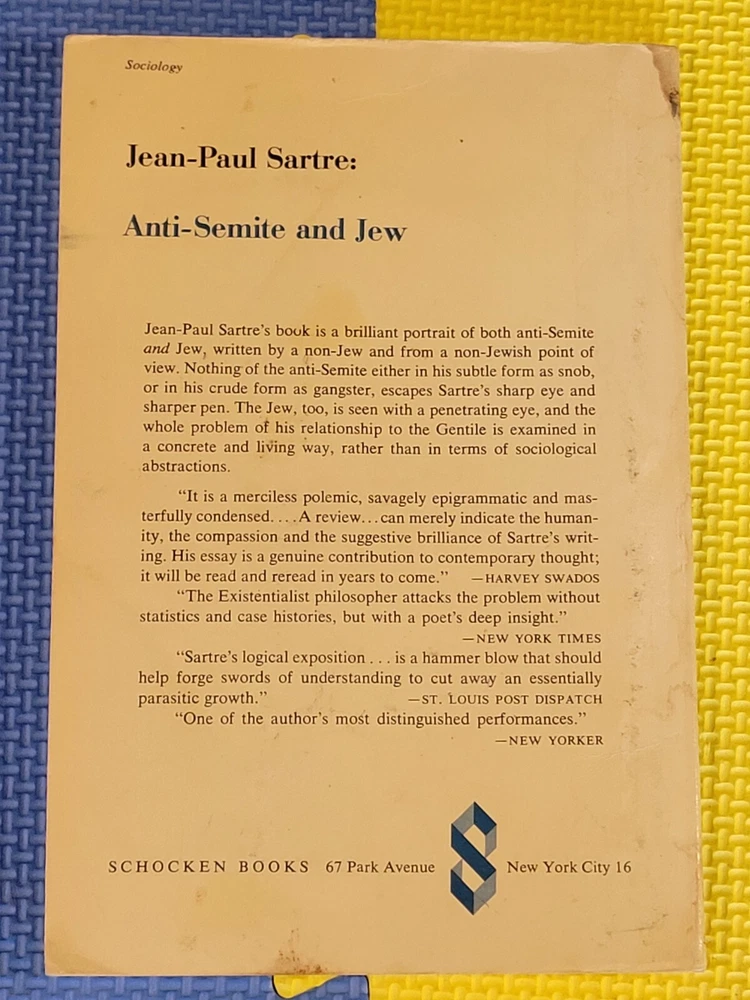 Sociology
Jean-Paul Sartre:
Anti-Semite and Jew
Jean-Paul Sartre's book is a brilliant portrait of both anti-Semite
and Jew, written by a non-Jew and from a non-Jewish point of
view. Nothing of the anti-Semite either in his subtle form as snob,
or in his crude form as gangster, escapes Sartre's sharp eye and
sharper pen. The Jew, too, is seen with a penetrating eye, and the
whole problem of his relationship to the Gentile is examined in
a concrete and living way, rather than in terms of sociological
abstractions.
"It is a merciless polemic, savagely epigrammatic and mas-
terfully condensed. . . . A review . . . can merely indicate the human-
ity, the compassion and the suggestive brilliance of Sartre's writ-
ing. His essay is a genuine contribution to contemporary thought;
it will be read and reread in years to come." —HARVEY SWADOS
"The Existentialist philosopher attacks the problem without
statistics and case histories, but with a poet's deep insight."
—NEW YORK TIMES
"Sartre's logical exposition . . . is a hammer blow that should
help forge swords of understanding to cut away an essentially
parasitic growth." —ST. LOUIS POST DISPATCH
"One of the author's most distinguished performances."
—NEW YORKER
SCHOCKEN BOOKS 67 Park Avenue S New York City 16